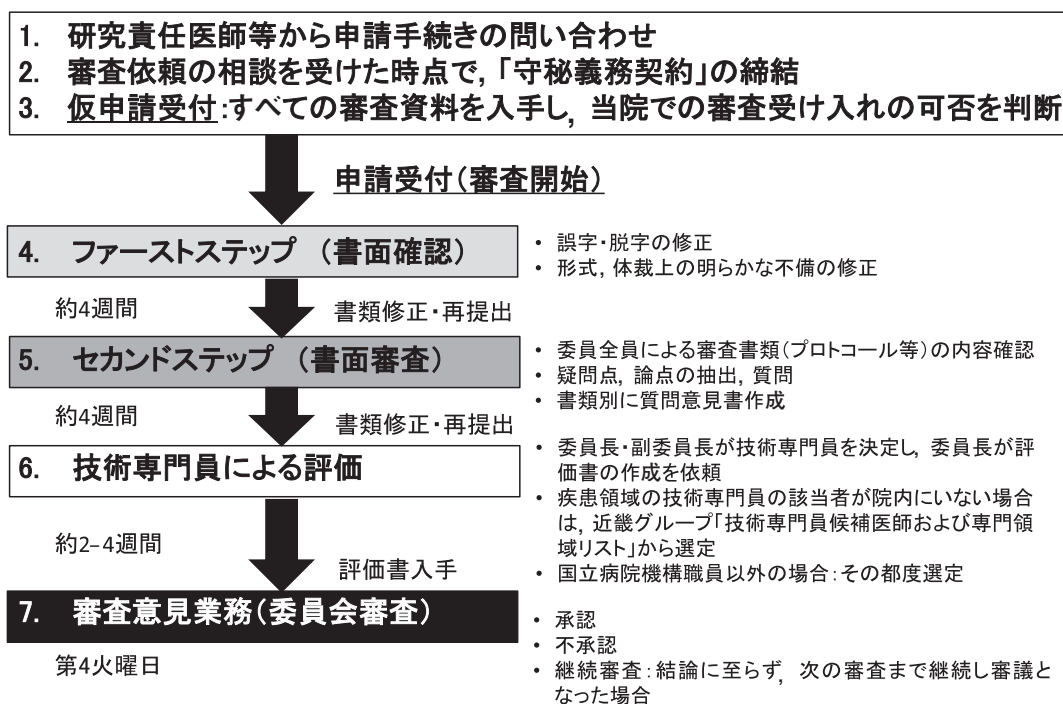 1. 研究責任医師等から申請手続きの問い合わせ
2. 審査依頼の相談を受けた時点で，「守秘義務契約」の締結
3. 仮申請受付：すべての審査資料を入手し，当院での審査受け入れの可否を判断
申請受付（審査開始）
4. ファーストステップ （書面確認）
・ 誤字・脱字の修正
・ 形式，体裁上の明らかな不備の修正
約4週間
書類修正・再提出
5. セカンドステップ （書面審査）
・ 委員全員による審査書類（プロトコール等）の内容確認
・ 疑問点，論点の抽出，質問
・ 書類別に質問意見書作成
約4週間
書類修正・再提出
6. 技術専門員による評価
・ 委員長・副委員長が技術専門員を決定し，委員長が評
価書の作成を依頼
・ 疾患領域の技術専門員の該当者が院内にいない場合
は，近畿グループ「技術専門員候補医師および専門領
域リスト」から選定
・ 国立病院機構職員以外の場合：その都度選定
約2−4週間
評価書入手
7. 審査意見業務（委員会審査）
・ 承認
・ 不承認
・ 継続審査：結論に至らず，次の審査まで継続し審議と
なった場合
第4火曜日